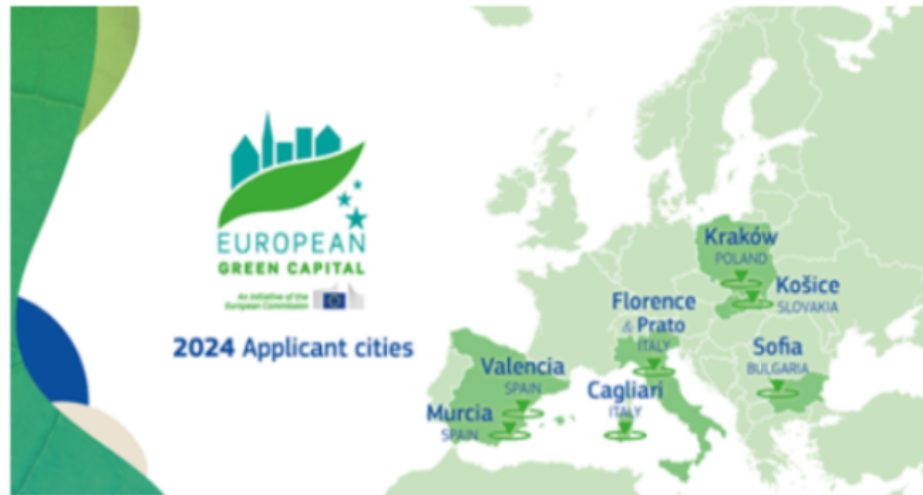 EUROPEAN
GREEN CAPITAL
An initiative of the
European Commission
2024 Applicant cities
Kraków
POLAND
Košice
SLOVAKIA
Florence
& Prato
ITALY
Sofia
BULGARIA
Valencia
SPAIN
Cagliari
ITALY
Murcia
SPAIN